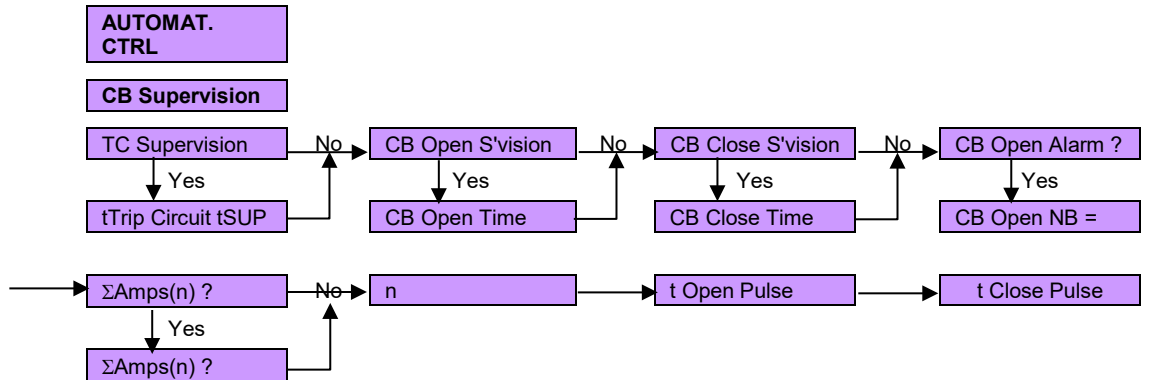 AUTOMAT.
CTRL
CB Supervision
TC Supervision No CB Open S'vision No CB Close S'vision No CB Open Alarm ?
Yes Yes Yes Yes
tTrip Circuit tSUP CB Open Time CB Close Time CB Open NB =
ΣAmps(n) ? No n t Open Pulse t Close Pulse
Yes
ΣAmps(n) ?